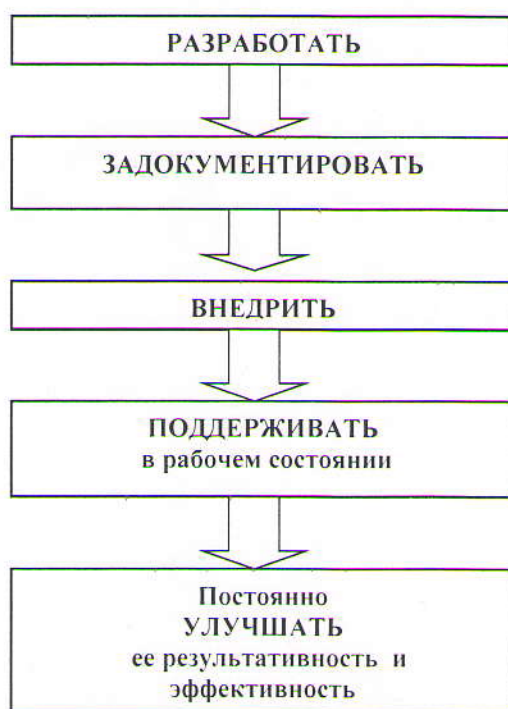 РАЗРАБОТАТЬ
ЗАДОКУМЕНТИРОВАТЬ
ВНЕДРИТЬ
ПОДДЕРЖИВАТЬ
в рабочем состоянии
Постоянно
УЛУЧШАТЬ
ее результативность и
эффективность